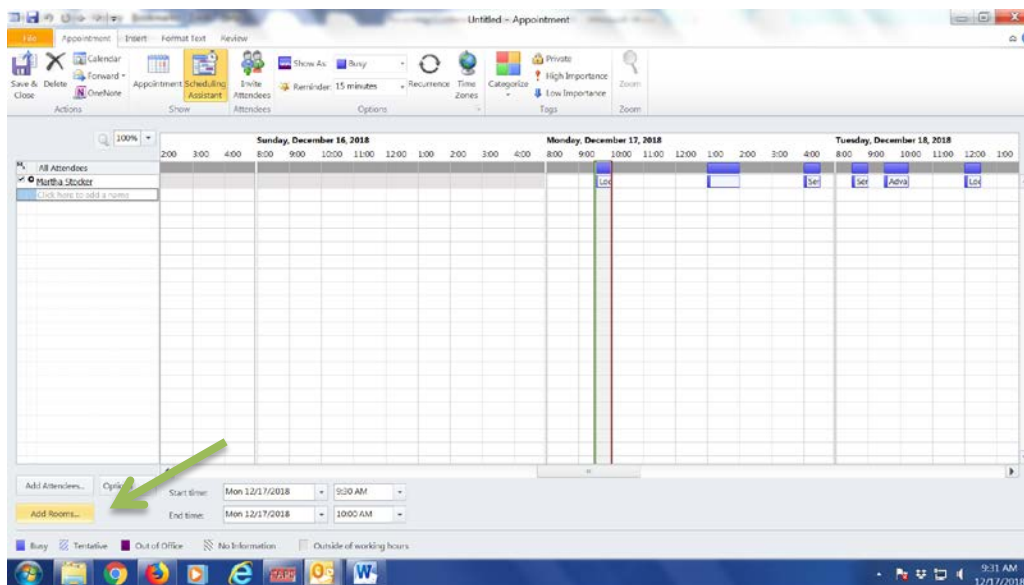 Untitled - Appointment
File Appointment Insert Format Text Review
Save & Close
Delete
Calendar
Forward
OneNote
Actions
Appointment
Scheduling Assistant
Show
Invite Attendees
Attendees
Show As: Busy
Reminder: 15 minutes
Recurrence
Time Zones
Options
Categorize
Private
High Importance
Low Importance
Tags
Zoom
Zoom
100%
Sunday, December 16, 2018 Monday, December 17, 2018 Tuesday, December 18, 2018
2:00 3:00 4:00 8:00 9:00 10:00 11:00 12:00 1:00 2:00 3:00 4:00 8:00 9:00 10:00 11:00 12:00 1:00 2:00 3:00 4:00 8:00 9:00 10:00 11:00 12:00 1:00
All Attendees
Martha Stocker Loc Ser Ser Adva Loc
Click here to add a name
Add Attendees... Start time: Mon 12/17/2018 9:30 AM
Add Rooms... End time: Mon 12/17/2018 10:00 AM
Busy Tentative Out of Office No Information Outside of working hours
9:31 AM